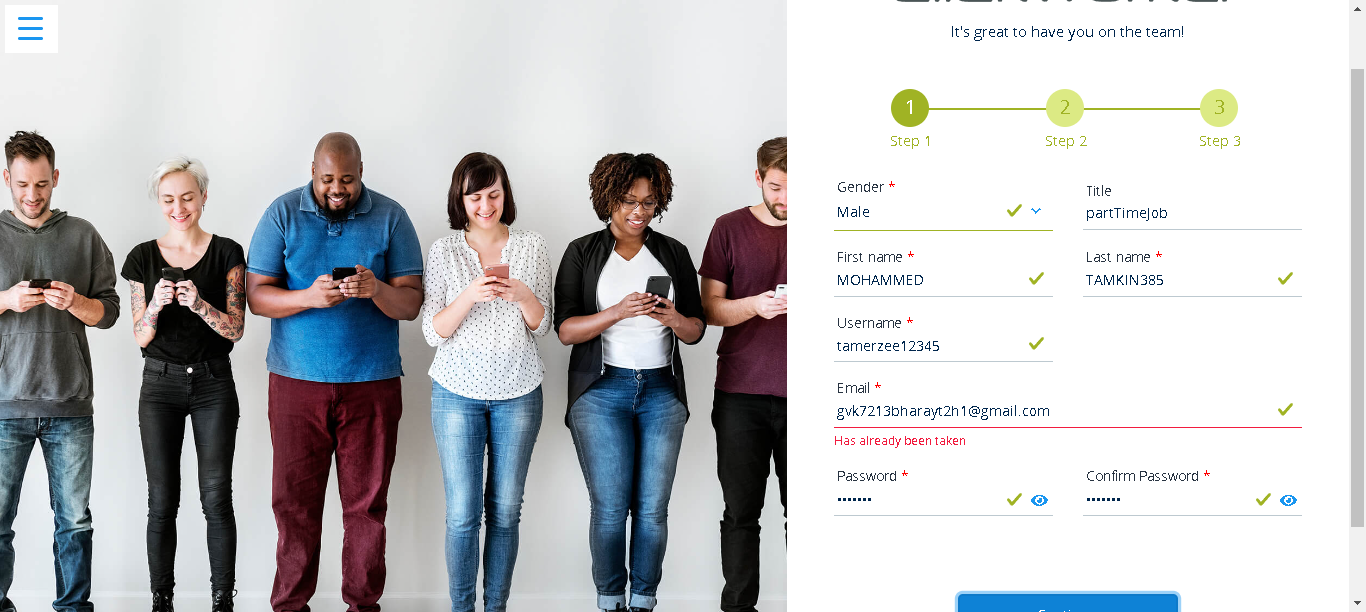 It's great to have you on the team!
1 2 3
Step 1 Step 2 Step 3
Gender * Title
Male partTimeJob
First name * Last name *
MOHAMMED TAMKIN385
Username *
tamerzee12345
Email *
gvk7213bharayt2h1@gmail.com
Has already been taken
Password * Confirm Password *
••••••• •••••••